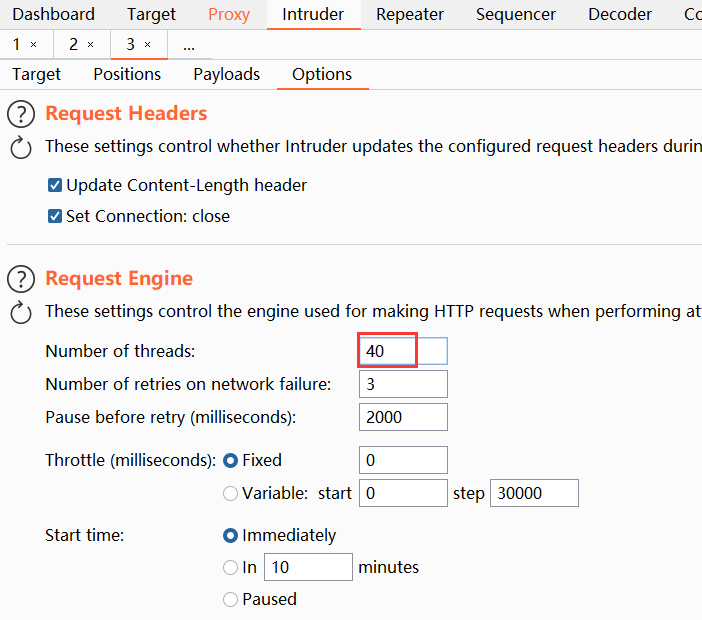 Dashboard Target Proxy Intruder Repeater Sequencer Decoder Co
1 × 2 × 3 × ...
Target Positions Payloads Options
? Request Headers
These settings control whether Intruder updates the configured request headers durin
Update Content-Length header
Set Connection: close
? Request Engine
These settings control the engine used for making HTTP requests when performing at
Number of threads: 40
Number of retries on network failure: 3
Pause before retry (milliseconds): 2000
Throttle (milliseconds): Fixed 0
Variable: start 0 step 30000
Start time: Immediately
In 10 minutes
Paused